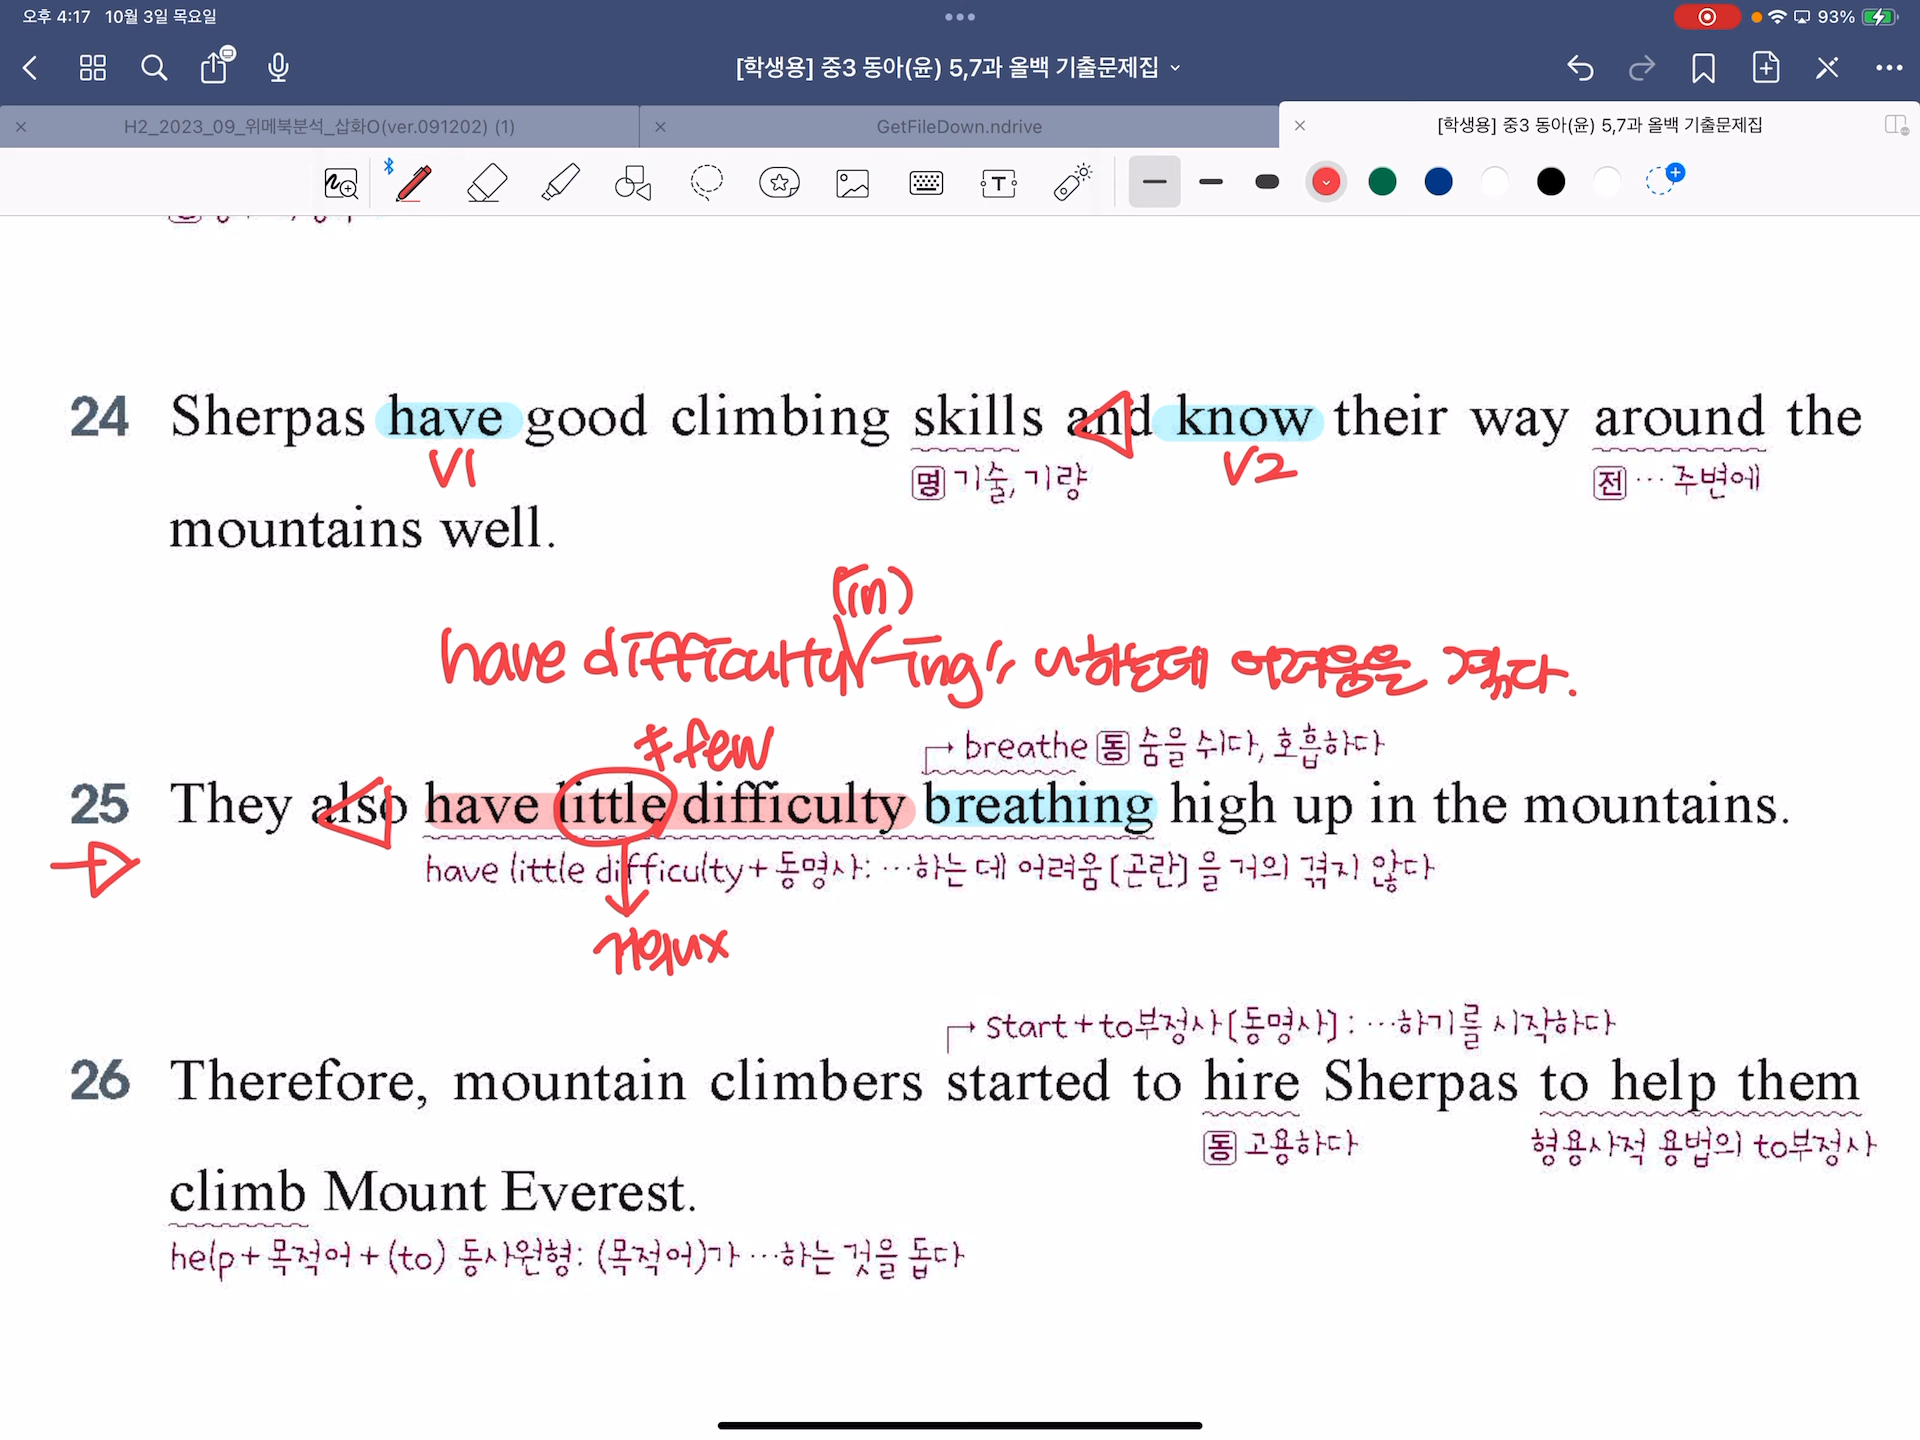 오후 4:17 10월 3일 목요일
93%
[학생용] 중3 동아(윤) 5,7과 올백 기출문제집
H2_2023_09_위메북분석_삽화O(ver.091202) (1)
GetFileDown.ndrive
[학생용] 중3 동아(윤) 5,7과 올백 기출문제집
24 Sherpas have good climbing skills and know their way around the
V1
명 기술, 기량
V2
전 … 주변에
mountains well.
(in)
have difficulty V-ing ; ~하는데 어려움을 겪다.
≠ few
breathe 동 숨을 쉬다, 호흡하다
25 They also have little difficulty breathing high up in the mountains.
have little difficulty + 동명사: …하는 데 어려움[곤란]을 거의 겪지 않다
거의 x
start + to부정사[동명사]: …하기를 시작하다
26 Therefore, mountain climbers started to hire Sherpas to help them
동 고용하다
형용사적 용법의 to부정사
climb Mount Everest.
help + 목적어 + (to) 동사원형: (목적어)가 …하는 것을 돕다